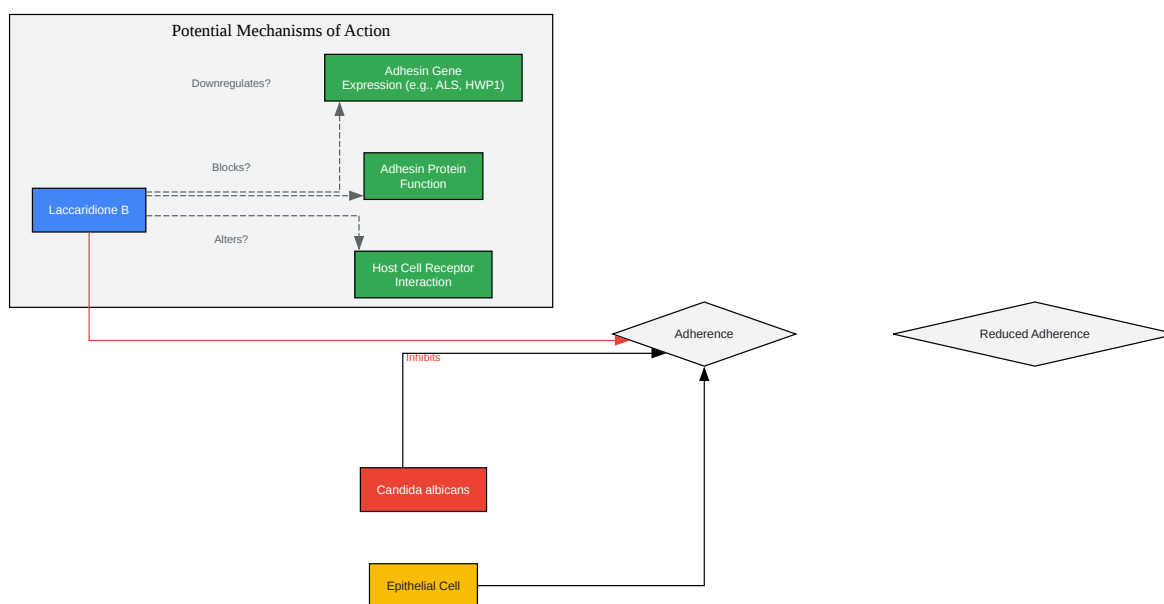 Potential Mechanisms of Action
Adhesin Gene
Expression (e.g., ALS, HWP1)
Downregulates?
Blocks?
Adhesin Protein
Function
Laccaridione B
Alters?
Host Cell Receptor
Interaction
Adherence
Reduced Adherence
Inhibits
Candida albicans
Epithelial Cell